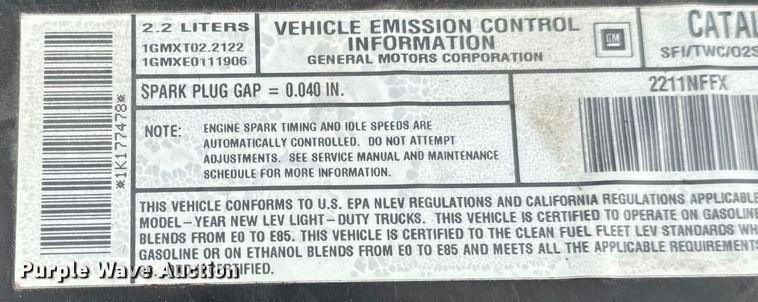 2.2 LITERS
1GMXT02.2122
1GMXE0111906
VEHICLE EMISSION CONTROL
INFORMATION
GENERAL MOTORS CORPORATION
GM
CATAL
SFI/TWC/O2S
SPARK PLUG GAP = 0.040 IN.
2211NFFX
*1K177478*
NOTE: ENGINE SPARK TIMING AND IDLE SPEEDS ARE
AUTOMATICALLY CONTROLLED. DO NOT ATTEMPT
ADJUSTMENTS. SEE SERVICE MANUAL AND MAINTENANCE
SCHEDULE FOR MORE INFORMATION.
THIS VEHICLE CONFORMS TO U.S. EPA NLEV REGULATIONS AND CALIFORNIA REGULATIONS APPLICABLE
MODEL-YEAR NEW LEV LIGHT-DUTY TRUCKS. THIS VEHICLE IS CERTIFIED TO OPERATE ON GASOLINE
BLENDS FROM E0 TO E85. THIS VEHICLE IS CERTIFIED TO THE CLEAN FUEL FLEET LEV STANDARDS WH
GASOLINE OR ON ETHANOL BLENDS FROM E0 TO E85 AND MEETS ALL THE APPLICABLE REQUIREMENTS
Purple Wave Auction